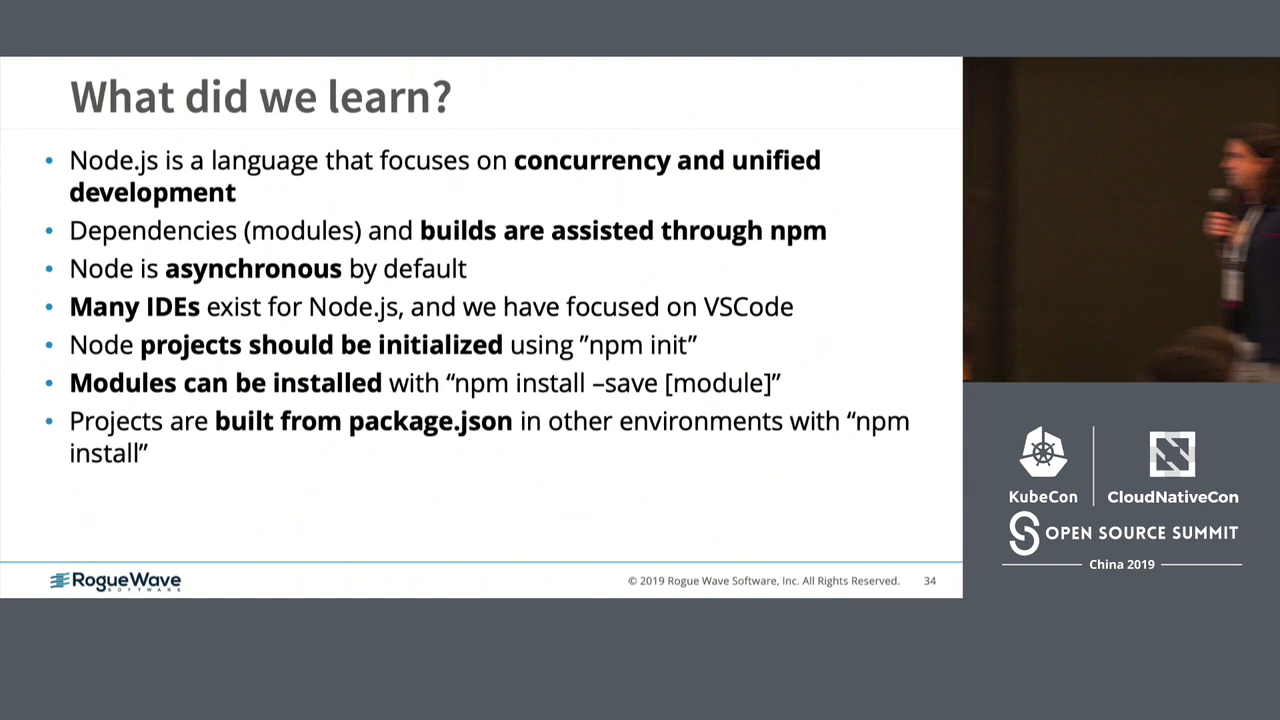 What did we learn?
• Node.js is a language that focuses on concurrency and unified
development
• Dependencies (modules) and builds are assisted through npm
• Node is asynchronous by default
• Many IDEs exist for Node.js, and we have focused on VSCode
• Node projects should be initialized using ”npm init”
• Modules can be installed with “npm install –save [module]”
• Projects are built from package.json in other environments with “npm
install”
RogueWave
SOFTWARE
© 2019 Rogue Wave Software, Inc. All Rights Reserved.
34
KubeCon
CloudNativeCon
OPEN SOURCE SUMMIT
China 2019